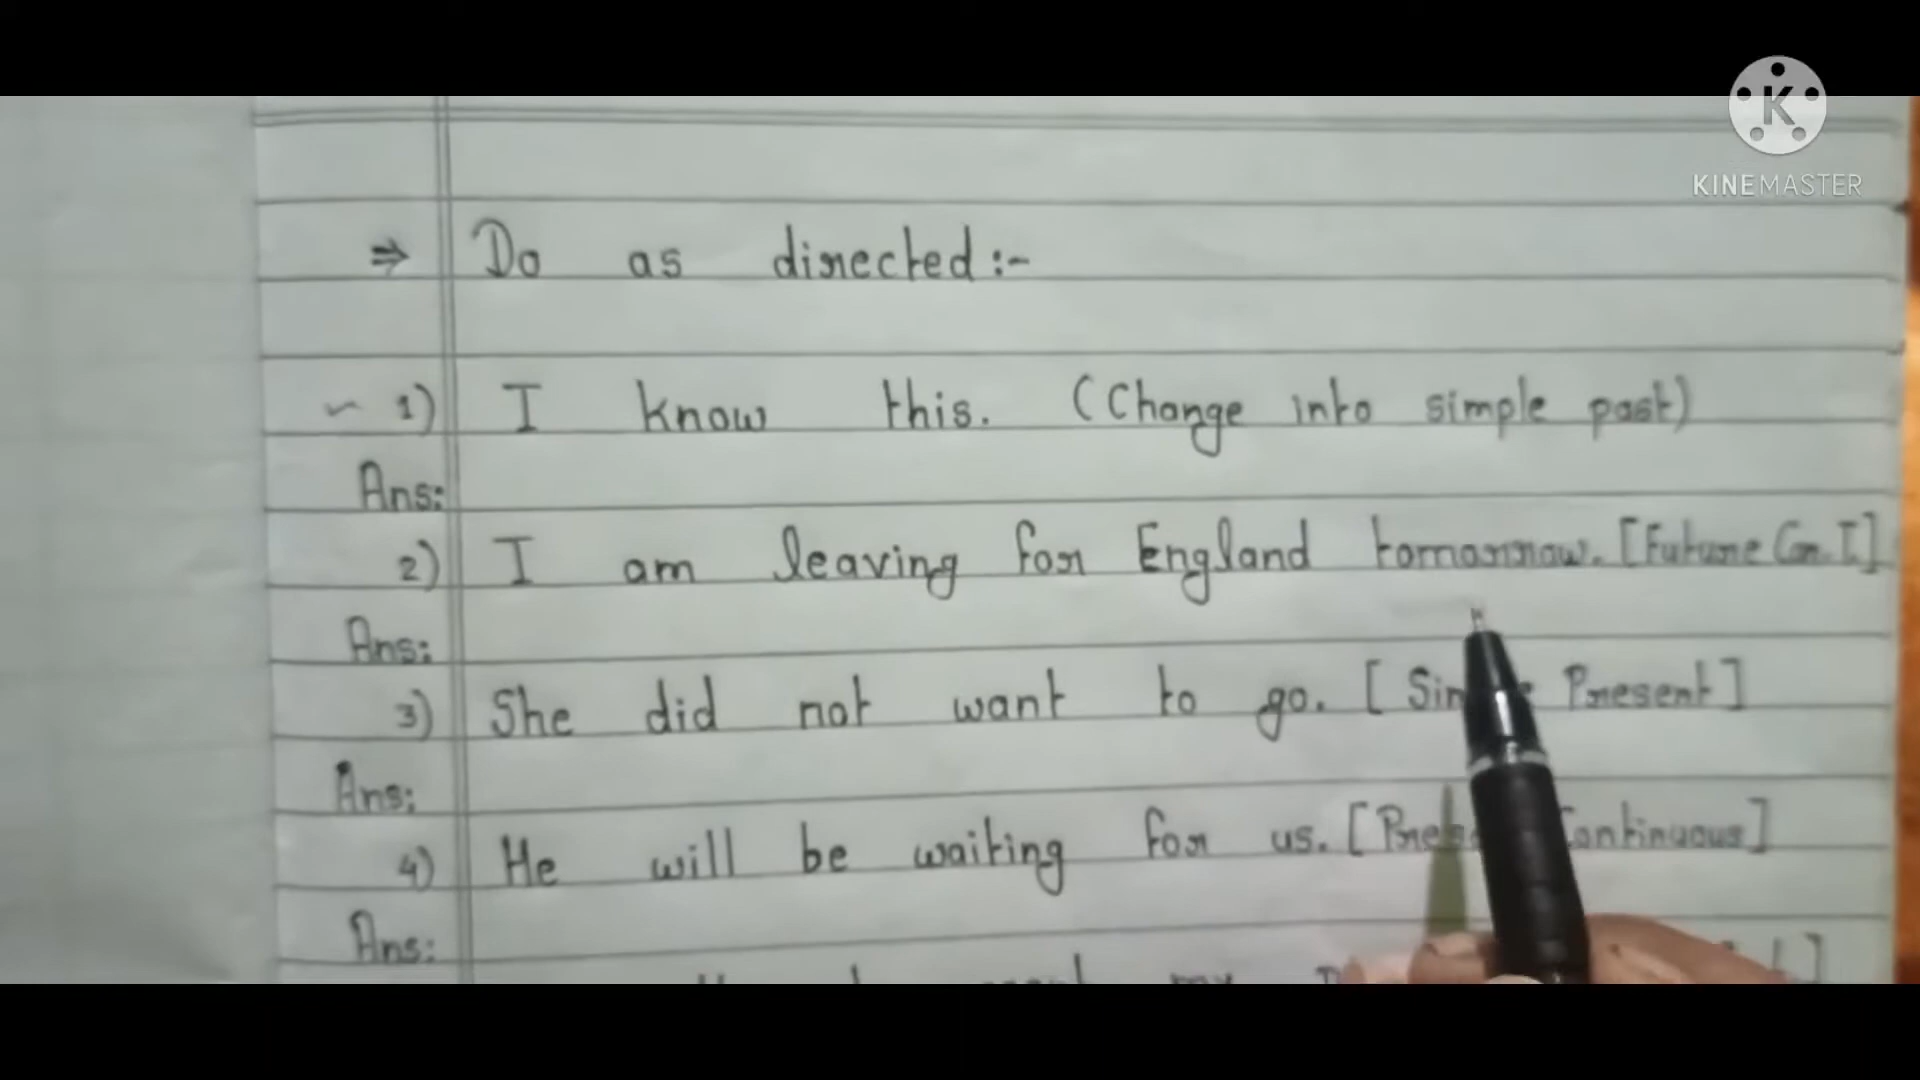 K
KINEMASTER
⇒ Do as directed:-
1) I know this. (Change into simple past)
Ans:
2) I am leaving for England tomorrow. [Future Con. I]
Ans:
3) She did not want to go. [ Present]
Ans:
4) He will be waiting for us. [ Continuous]
Ans:
my